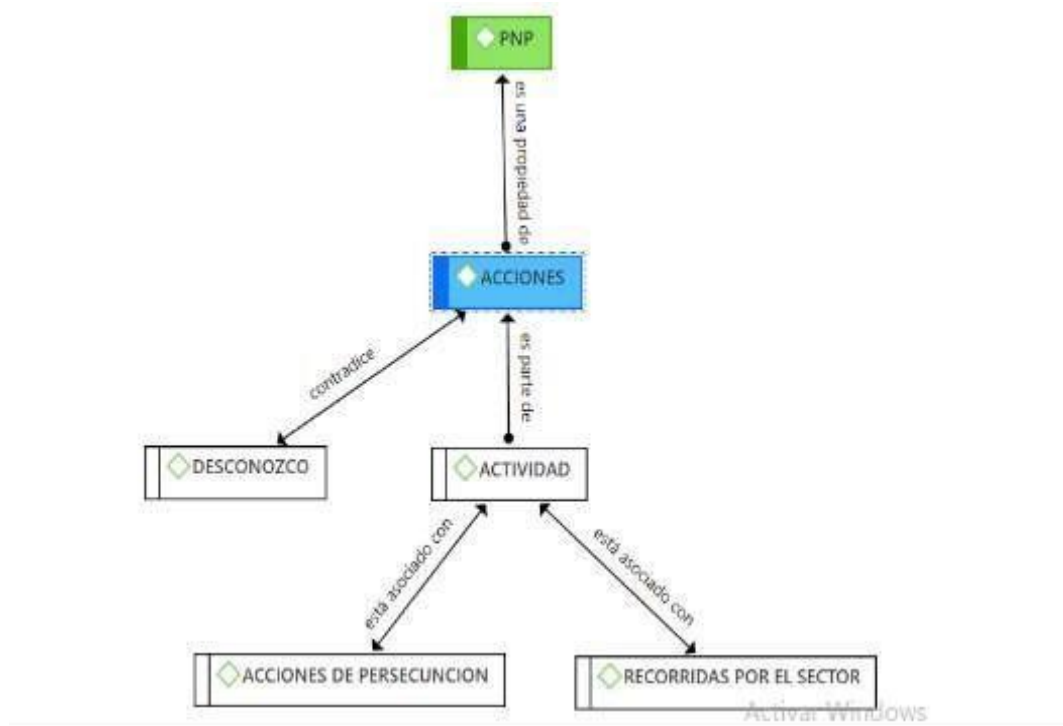 PNP
es una propiedad de
ACCIONES
contradice
es parte de
DESCONOZCO
ACTIVIDAD
está asociado con
está asociado con
ACCIONES DE PERSECUNCION
RECORRIDAS POR EL SECTOR
Activar Windows